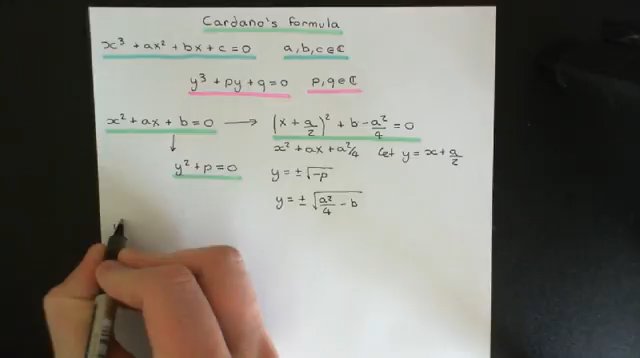 Cardano's formula
x³ + ax² + bx + c = 0 a, b, c ∈ ℂ
y³ + py + q = 0 p, q ∈ ℂ
x² + ax + b = 0 → (x + a/2)² + b - a²/4 = 0
x² + ax + a²/4 Let y = x + a/2
y² + p = 0 y = ± √-p
y = ± √a²/4 - b